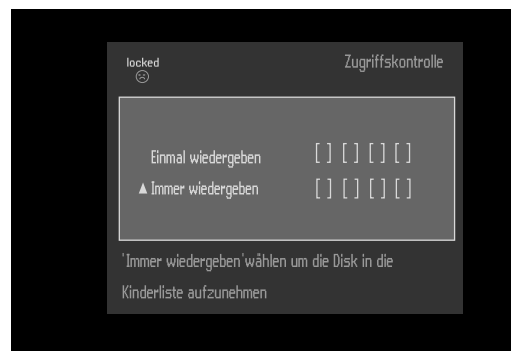 locked
Zugriffskontrolle
Einmal wiedergeben [ ] [ ] [ ] [ ]
▲ Immer wiedergeben [ ] [ ] [ ] [ ]
'Immer wiedergeben'wählen um die Disk in die
Kinderliste aufzunehmen